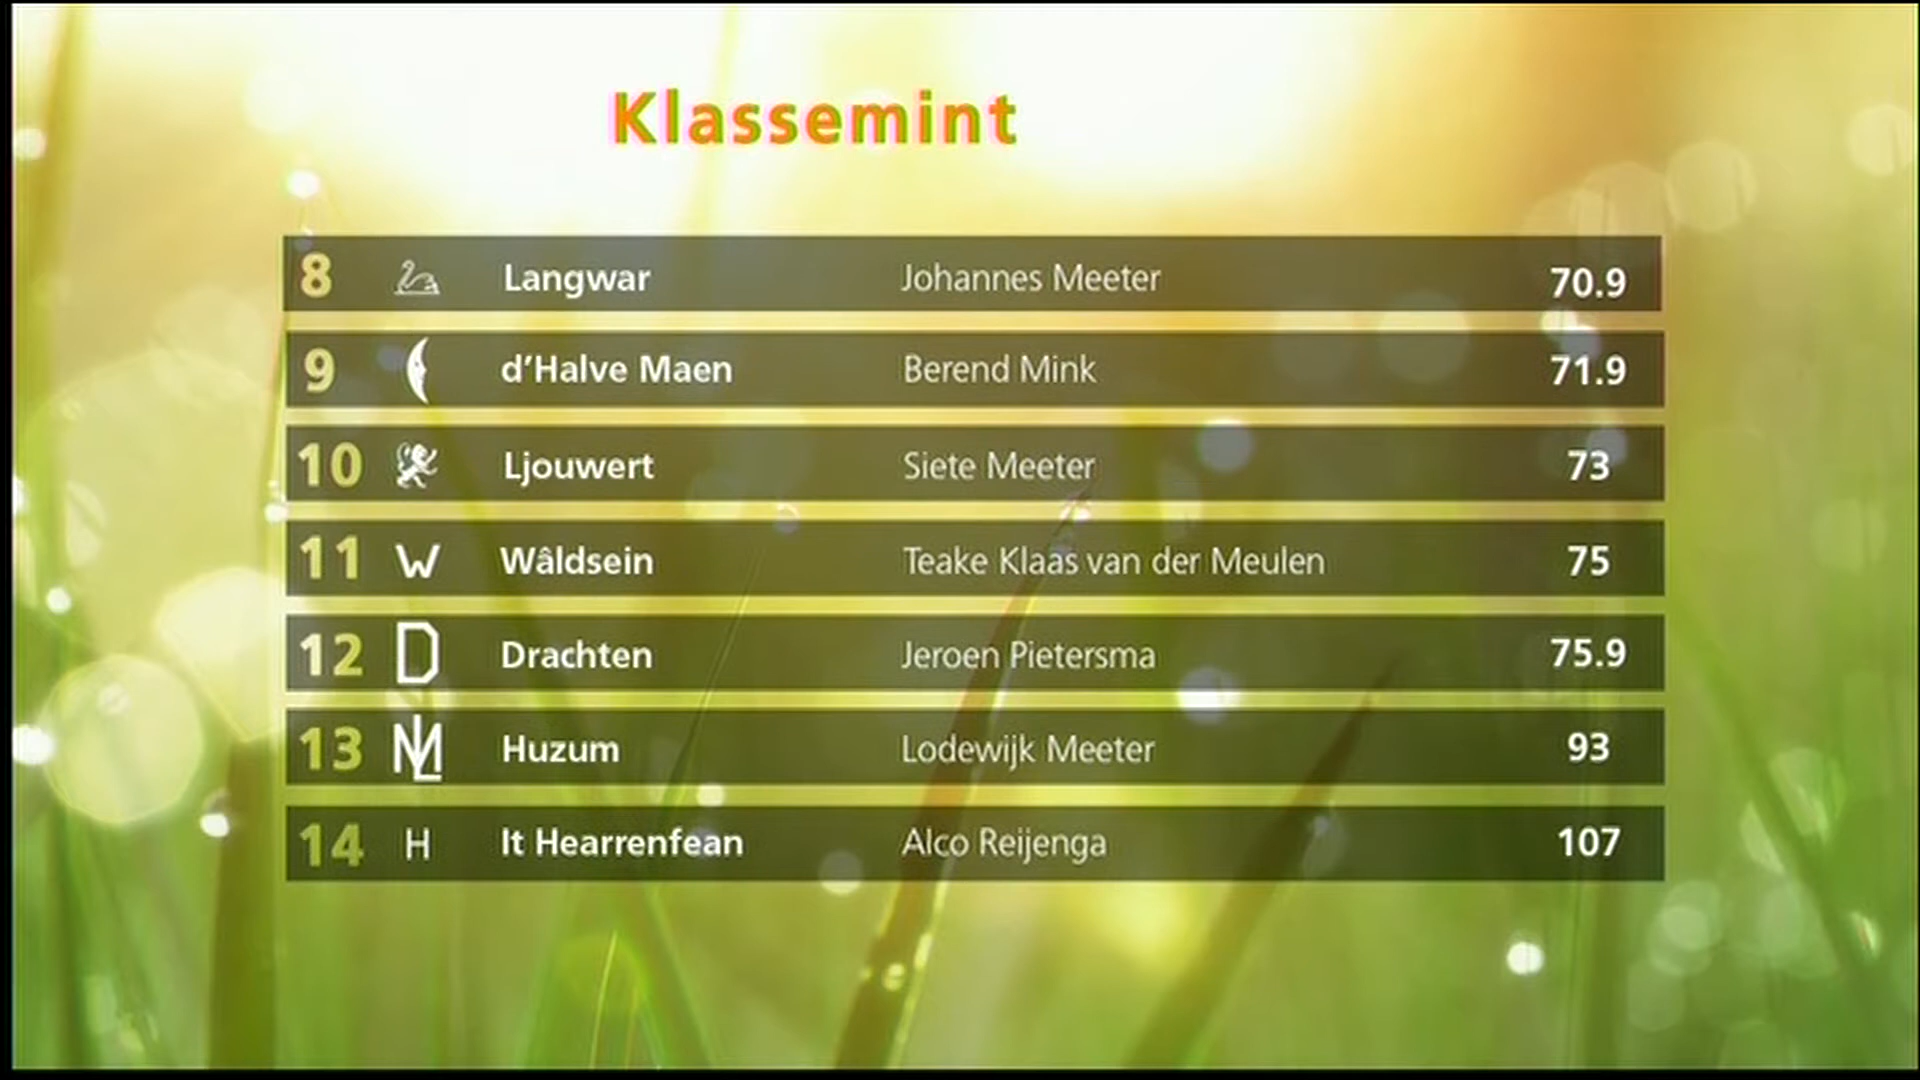 Klassemint
8 Langwar Johannes Meeter 70.9
9 d'Halve Maen Berend Mink 71.9
10 Ljouwert Siete Meeter 73
11 W Wâldsein Teake Klaas van der Meulen 75
12 D Drachten Jeroen Pietersma 75.9
13 Huzum Lodewijk Meeter 93
14 H It Hearrenfean Alco Reijenga 107